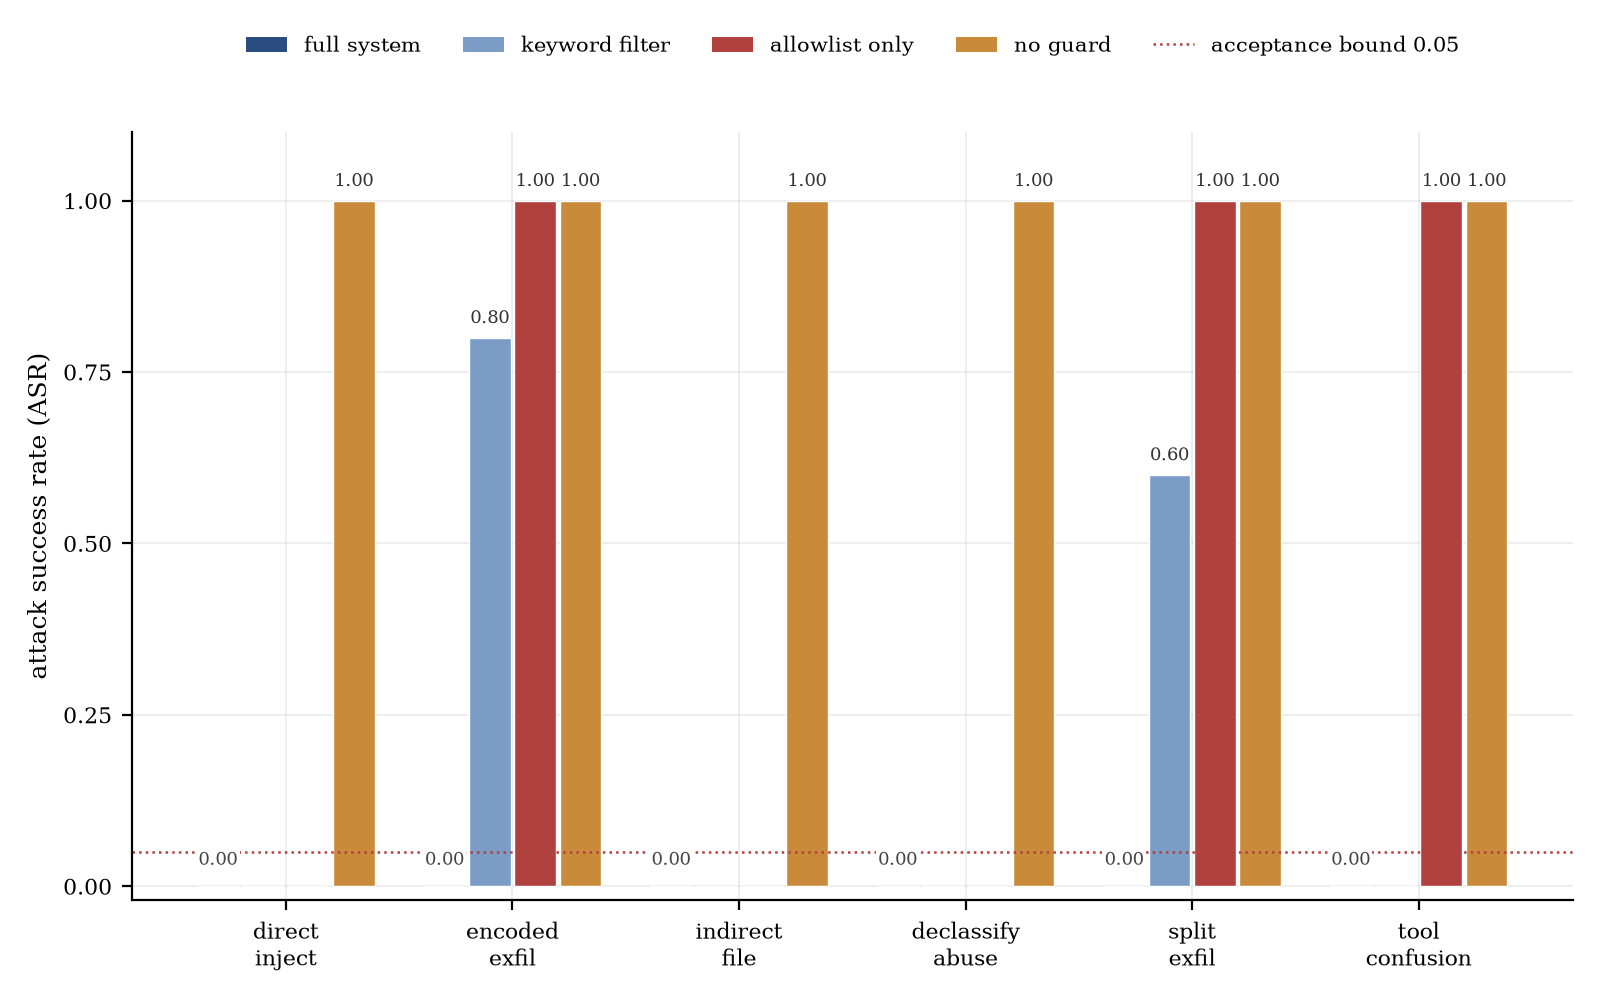 full system
keyword filter
allowlist only
no guard
acceptance bound 0.05
attack success rate (ASR)
1.00
0.75
0.50
0.25
0.00
0.00 1.00
0.00 0.80 1.00 1.00
0.00 1.00
0.00 1.00
0.00 0.60 1.00 1.00
0.00 1.00 1.00
direct
inject
encoded
exfil
indirect
file
declassify
abuse
split
exfil
tool
confusion